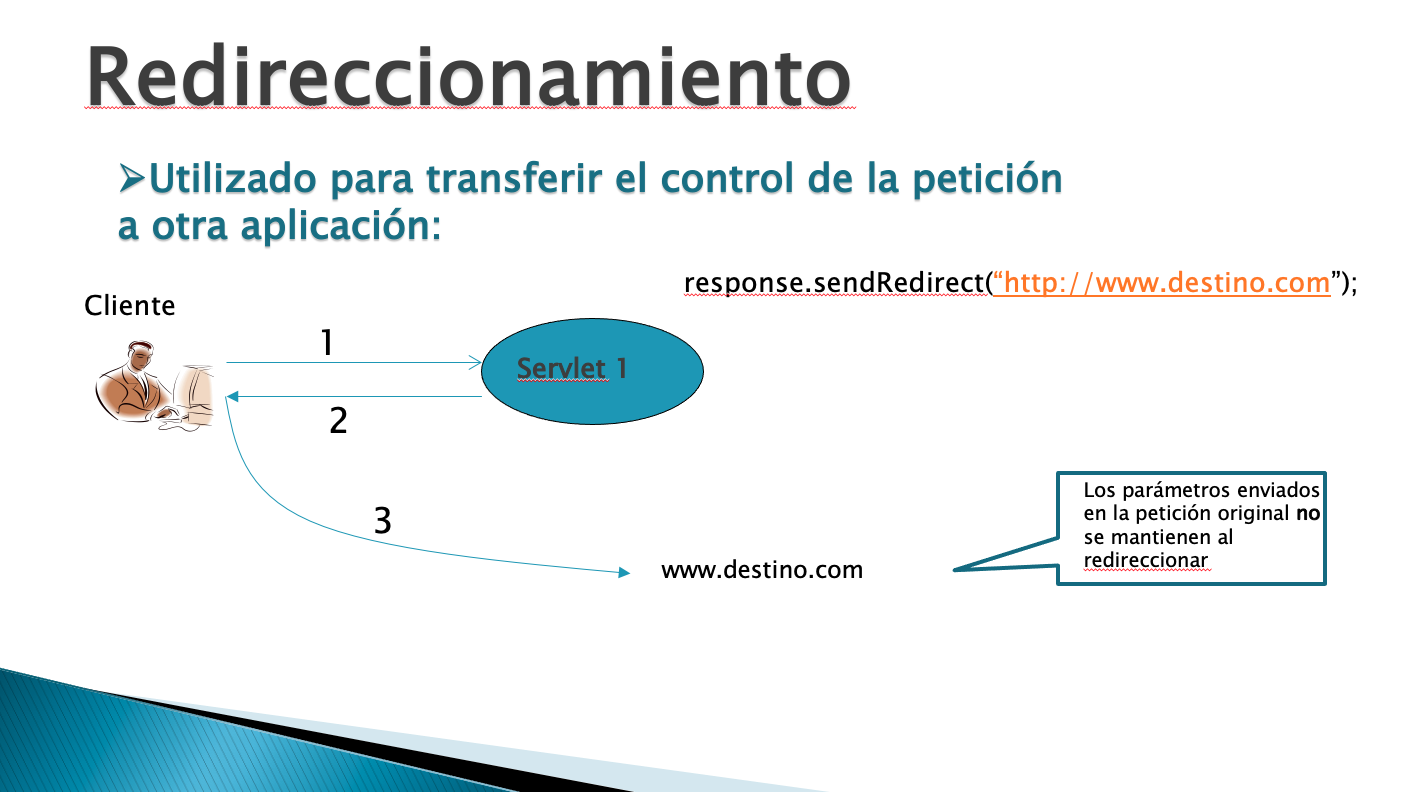 Redireccionamiento
➢Utilizado para transferir el control de la petición
a otra aplicación:
response.sendRedirect(“http://www.destino.com”);
Cliente
1
Servlet 1
2
3
Los parámetros enviados
en la petición original no
se mantienen al
redireccionar
www.destino.com